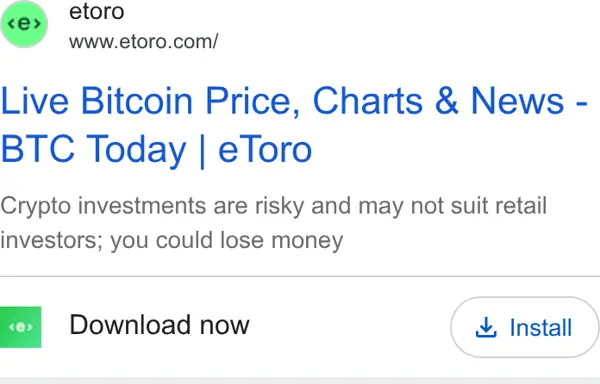 <e>
etoro
www.etoro.com/
Live Bitcoin Price, Charts & News -
BTC Today | eToro
Crypto investments are risky and may not suit retail
investors; you could lose money
<e>
Download now
Install